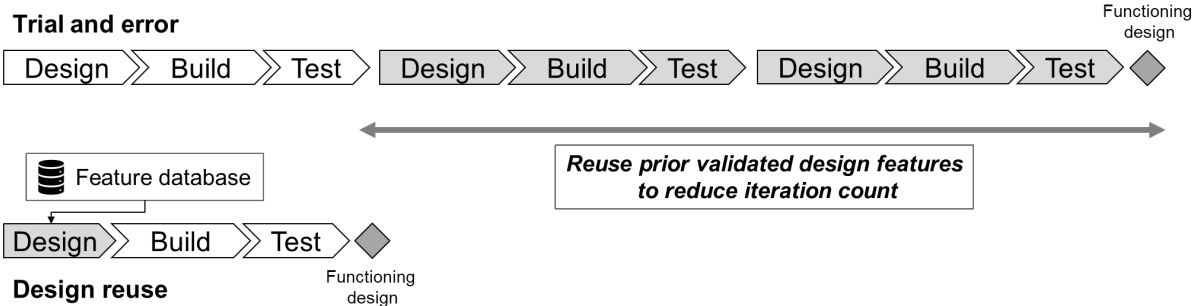 Trial and error
Functioning
design
Design Build Test Design Build Test Design Build Test
Reuse prior validated design features
to reduce iteration count
Feature database
Design Build Test
Functioning
design
Design reuse